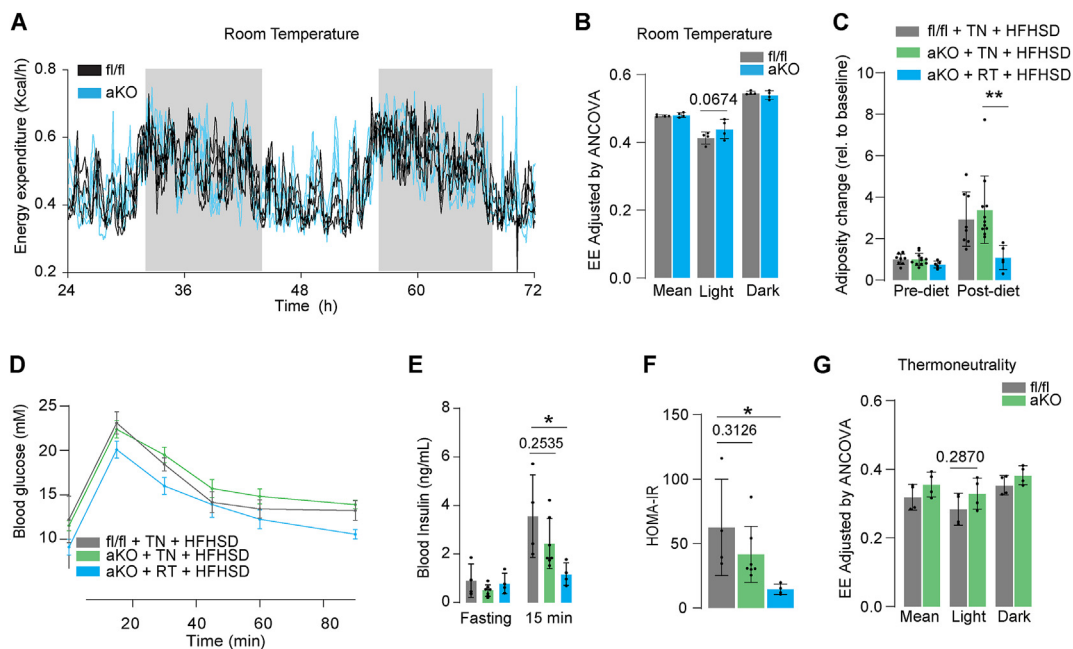 A
Room Temperature
fl/fl
aKO
Energy expenditure (Kcal/h)
0.8
0.6
0.4
0.2
24
36
48
60
72
Time (h)
B
Room Temperature
fl/fl
aKO
EE Adjusted by ANCOVA
0.6
0.4
0.2
0.0
0.0674
Mean
Light
Dark
C
fl/fl + TN + HFHSD
aKO + TN + HFHSD
aKO + RT + HFHSD
Adiposity change (rel. to baseline)
10
8
6
4
2
0
**
Pre-diet
Post-diet
D
Blood glucose (mM)
25
20
15
10
fl/fl + TN + HFHSD
aKO + TN + HFHSD
aKO + RT + HFHSD
20
40
60
80
Time (min)
E
Blood Insulin (ng/mL)
8
6
4
2
0
*
0.2535
Fasting
15 min
F
HOMA-IR
150
100
50
0
*
0.3126
G
Thermoneutrality
fl/fl
aKO
EE Adjusted by ANCOVA
0.6
0.4
0.2
0.0
0.2870
Mean
Light
Dark